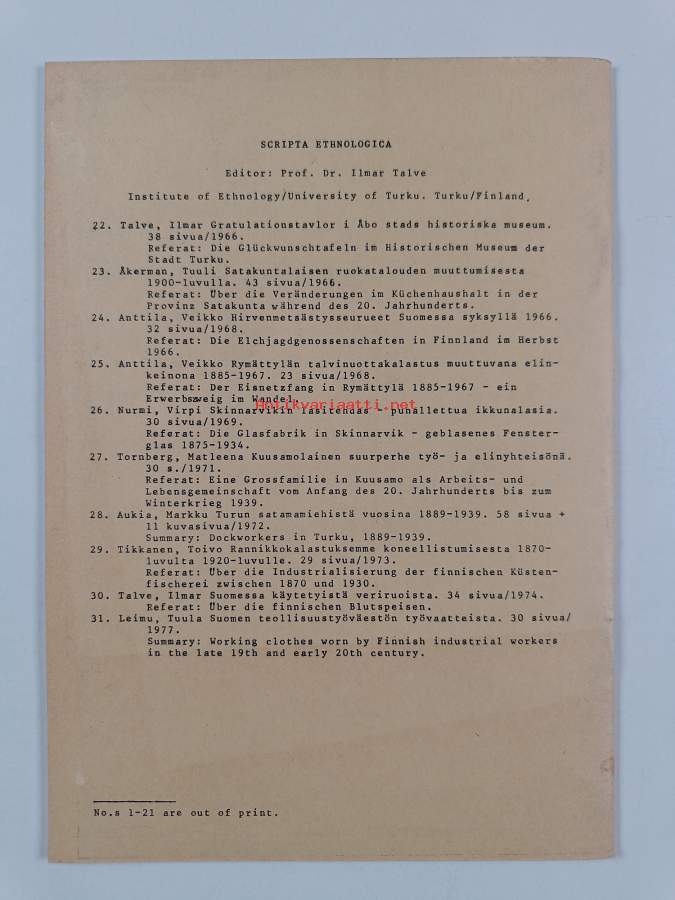 SCRIPTA ETHNOLOGICA
Editor: Prof. Dr. Ilmar Talve
Institute of Ethnology/University of Turku. Turku/Finland.
22. Talve, Ilmar Gratulationstavlor i Åbo stads historiska museum.
38 sivua/1966.
Referat: Die Glückwunschtafeln im Historischen Museum der
Stadt Turku.
23. Åkerman, Tuuli Satakuntalaisen ruokatalouden muuttumisesta
1900-luvulla. 43 sivua/1966.
Referat: Über die Veränderungen im Küchenhaushalt in der
Provinz Satakunta während des 20. Jahrhunderts.
24. Anttila, Veikko Hirvenmetsästysseurueet Suomessa syksyllä 1966.
32 sivua/1968.
Referat: Die Elchjagdgenossenschaften in Finnland im Herbst
1966.
25. Anttila, Veikko Rymättylän talvinuottakalastus muuttuvana elin-
keinona 1885-1967. 23 sivua/1968.
Referat: Der Eisnetzfang in Rymättylä 1885-1967 - ein
Erwerbszweig im Wandel.
Antikvariaatti.net
26. Nurmi, Virpi Skinnarvikin lasitehdas - puhallettua ikkunalasia.
30 sivua/1969.
Referat: Die Glasfabrik in Skinnarvik - geblasenes Fenster-
glas 1875-1934.
27. Tornberg, Matleena Kuusamolainen suurperhe työ- ja elinyhteisönä.
30 s./1971.
Referat: Eine Grossfamilie in Kuusamo als Arbeits- und
Lebensgemeinschaft vom Anfang des 20. Jahrhunderts bis zum
Winterkrieg 1939.
28. Aukia, Markku Turun satamamiehistä vuosina 1889-1939. 58 sivua +
11 kuvasivua/1972.
Summary: Dockworkers in Turku, 1889-1939.
29. Tikkanen, Toivo Rannikkokalastuksemme koneellistumisesta 1870-
luvulta 1920-luvulle. 29 sivua/1973.
Referat: Über die Industrialisierung der finnischen Küsten-
fischerei zwischen 1870 und 1930.
30. Talve, Ilmar Suomessa käytetyistä veriruoista. 34 sivua/1974.
Referat: Über die finnischen Blutspeisen.
31. Leimu, Tuula Suomen teollisuustyöväestön työvaatteista. 30 sivua/
1977.
Summary: Working clothes worn by Finnish industrial workers
in the late 19th and early 20th century.
No.s 1-21 are out of print.